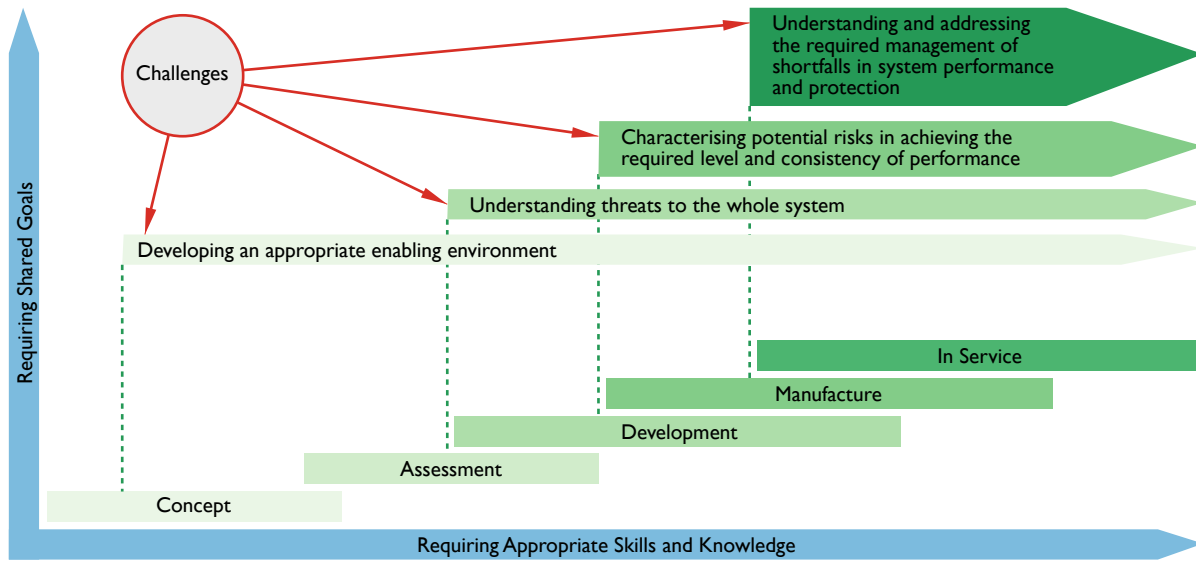 Challenges
Understanding and addressing
the required management of
shortfalls in system performance
and protection
Characterising potential risks in achieving the
required level and consistency of performance
Understanding threats to the whole system
Developing an appropriate enabling environment
Requiring Shared Goals
In Service
Manufacture
Development
Assessment
Concept
Requiring Appropriate Skills and Knowledge